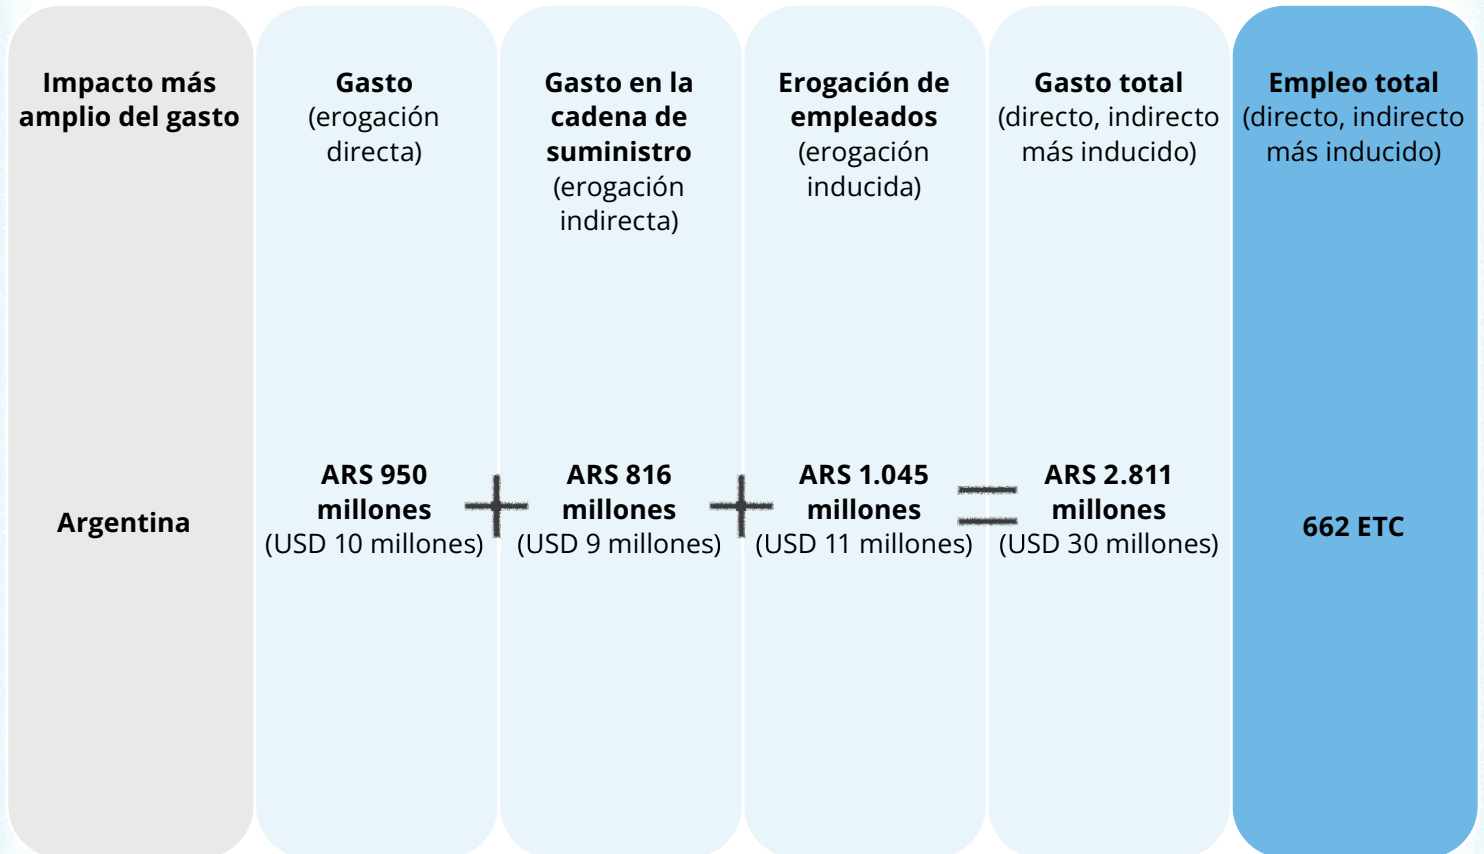 Impacto más
amplio del gasto
Gasto
(erogación
directa)
Gasto en la
cadena de
suministro
(erogación
indirecta)
Erogación de
empleados
(erogación
inducida)
Gasto total
(directo, indirecto
más inducido)
Empleo total
(directo, indirecto
más inducido)
Argentina
ARS 950
millones
(USD 10 millones)
+
ARS 816
millones
(USD 9 millones)
+
ARS 1.045
millones
(USD 11 millones)
=
ARS 2.811
millones
(USD 30 millones)
662 ETC